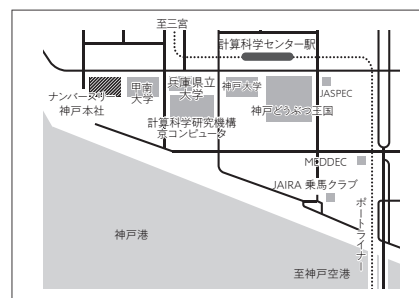 至三宮
計算科学センター駅
兵庫県立
大学
甲南
大学
神戸大学
JASPEC
ナンバースリー
神戸本社
神戸どうぶつ王国
計算科学研究機構
京コンピュータ
MEDDEC
JAIRA 乗馬クラブ
ポートライナー
神戸港
至神戸空港